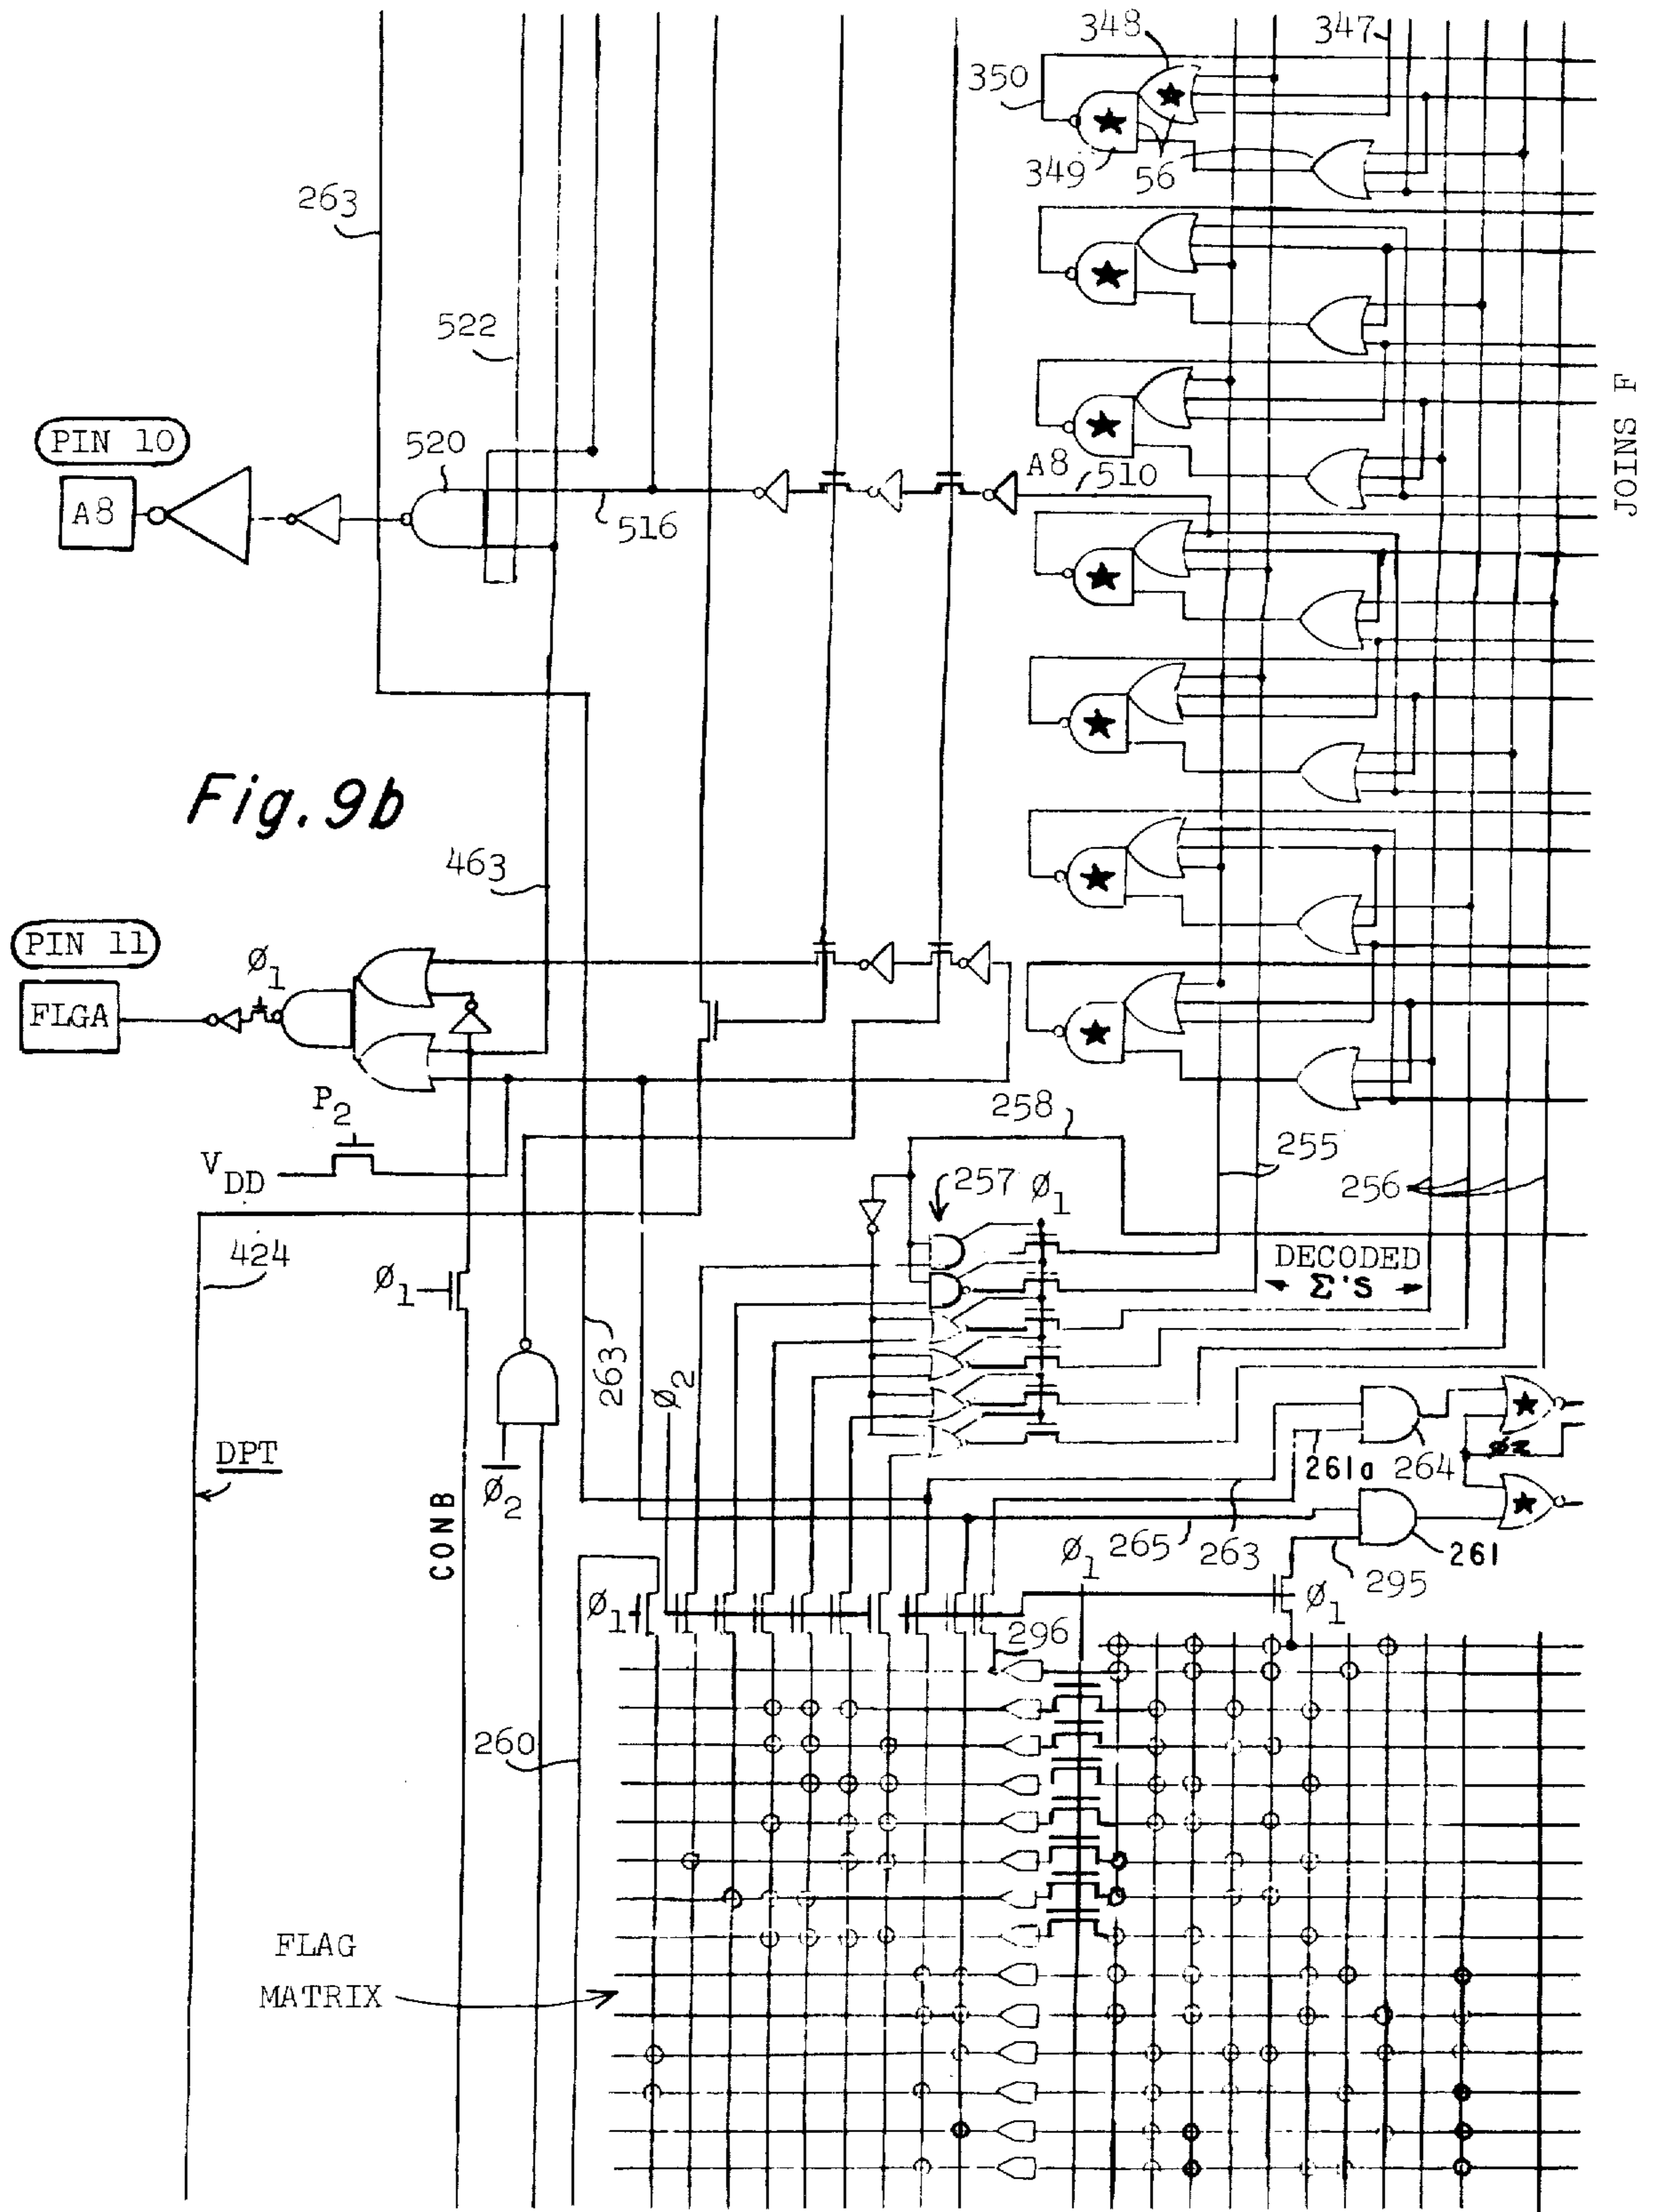 348
347
350
349
56
263
522
JOINS F
PIN 10
520
A8
A8
510
516
Fig. 9b
463
PIN 11
Ø1
FLGA
P2
VDD
258
255
257
Ø1
256
424
DECODED
Σ'S
Ø1
263
Ø2
DPT
Ø2
261a
264
Ø2
CONB
265
263
261
Ø1
295
Ø1
Ø1
296
260
FLAG
MATRIX